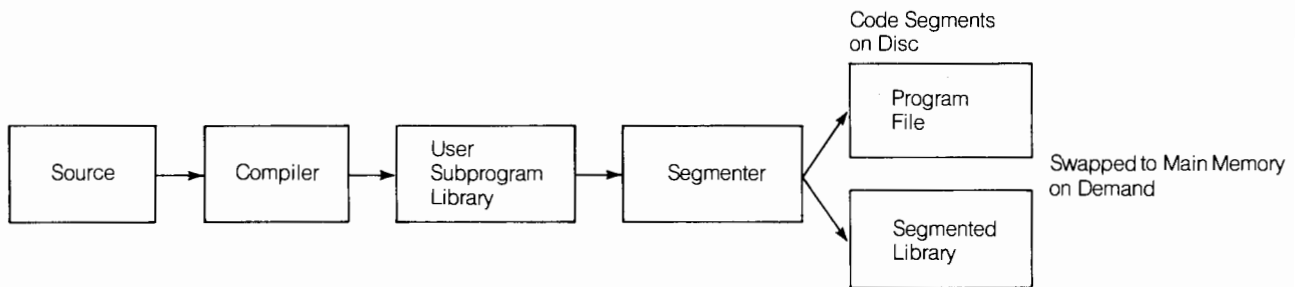 Code Segments
on Disc
Source
Compiler
User
Subprogram
Library
Segmenter
Program
File
Swapped to Main Memory
on Demand
Segmented
Library